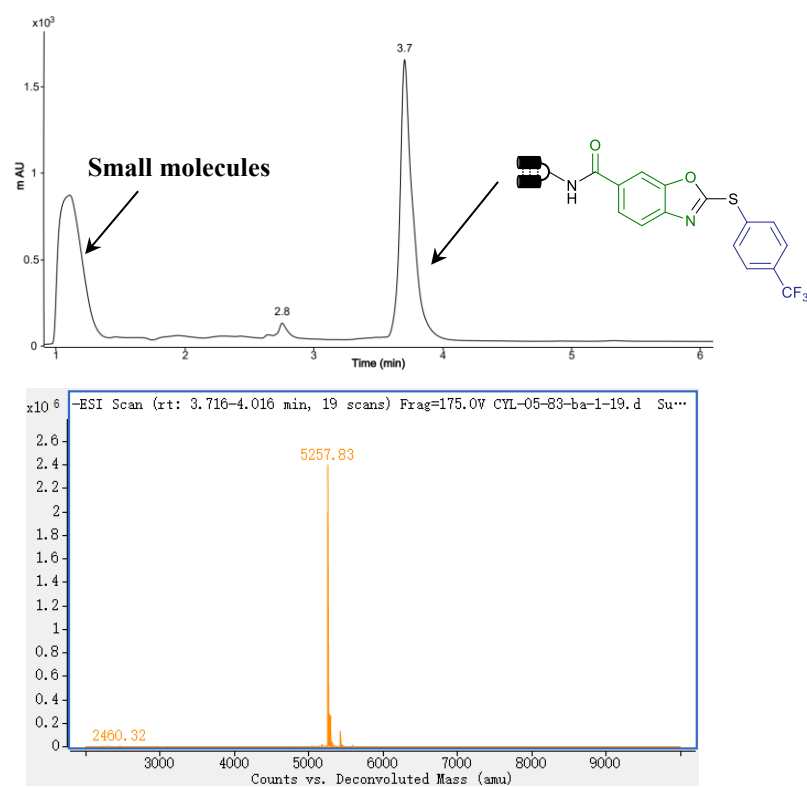 x10³
3.7
1.5
Small molecules
O
N
H
O
N
S
CF₃
1
m AU
0.5
2.8
0
1 2 3 4 5 6
Time (min)
x10 6
-ESI Scan (rt: 3.716-4.016 min, 19 scans) Frag=175.0V CYL-05-83-ba-1-19.d Su···
5257.83
2.6
2.4
2.2
2
1.8
1.6
1.4
1.2
1
0.8
0.6
0.4
0.2
0
2460.32
3000 4000 5000 6000 7000 8000 9000
Counts vs. Deconvoluted Mass (amu)